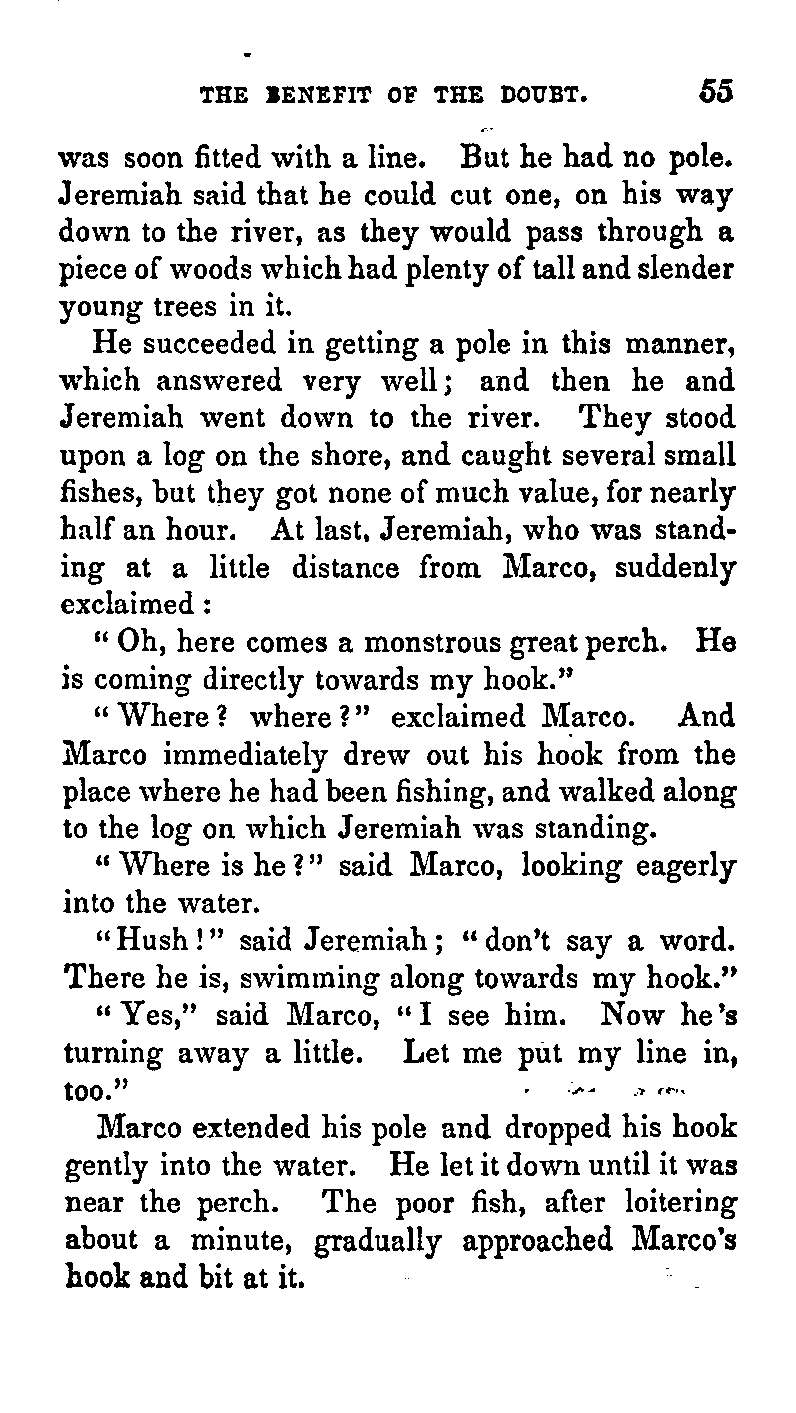 THE BENEFIT OF THE DOUBT. 55
was soon fitted with a line. But he had no pole.
Jeremiah said that he could cut one, on his way
down to the river, as they would pass through a
piece of woods which had plenty of tall and slender
young trees in it.
He succeeded in getting a pole in this manner,
which answered very well; and then he and
Jeremiah went down to the river. They stood
upon a log on the shore, and caught several small
fishes, but they got none of much value, for nearly
half an hour. At last, Jeremiah, who was stand-
ing at a little distance from Marco, suddenly
exclaimed:
"Oh, here comes a monstrous great perch. He
is coming directly towards my hook."
"Where? where?" exclaimed Marco. And
Marco immediately drew out his hook from the
place where he had been fishing, and walked along
to the log on which Jeremiah was standing.
"Where is he?" said Marco, looking eagerly
into the water.
"Hush!" said Jeremiah; "don't say a word.
There he is, swimming along towards my hook."
"Yes," said Marco, "I see him. Now he's
turning away a little. Let me put my line in,
too."
Marco extended his pole and dropped his hook
gently into the water. He let it down until it was
near the perch. The poor fish, after loitering
about a minute, gradually approached Marco's
hook and bit at it.